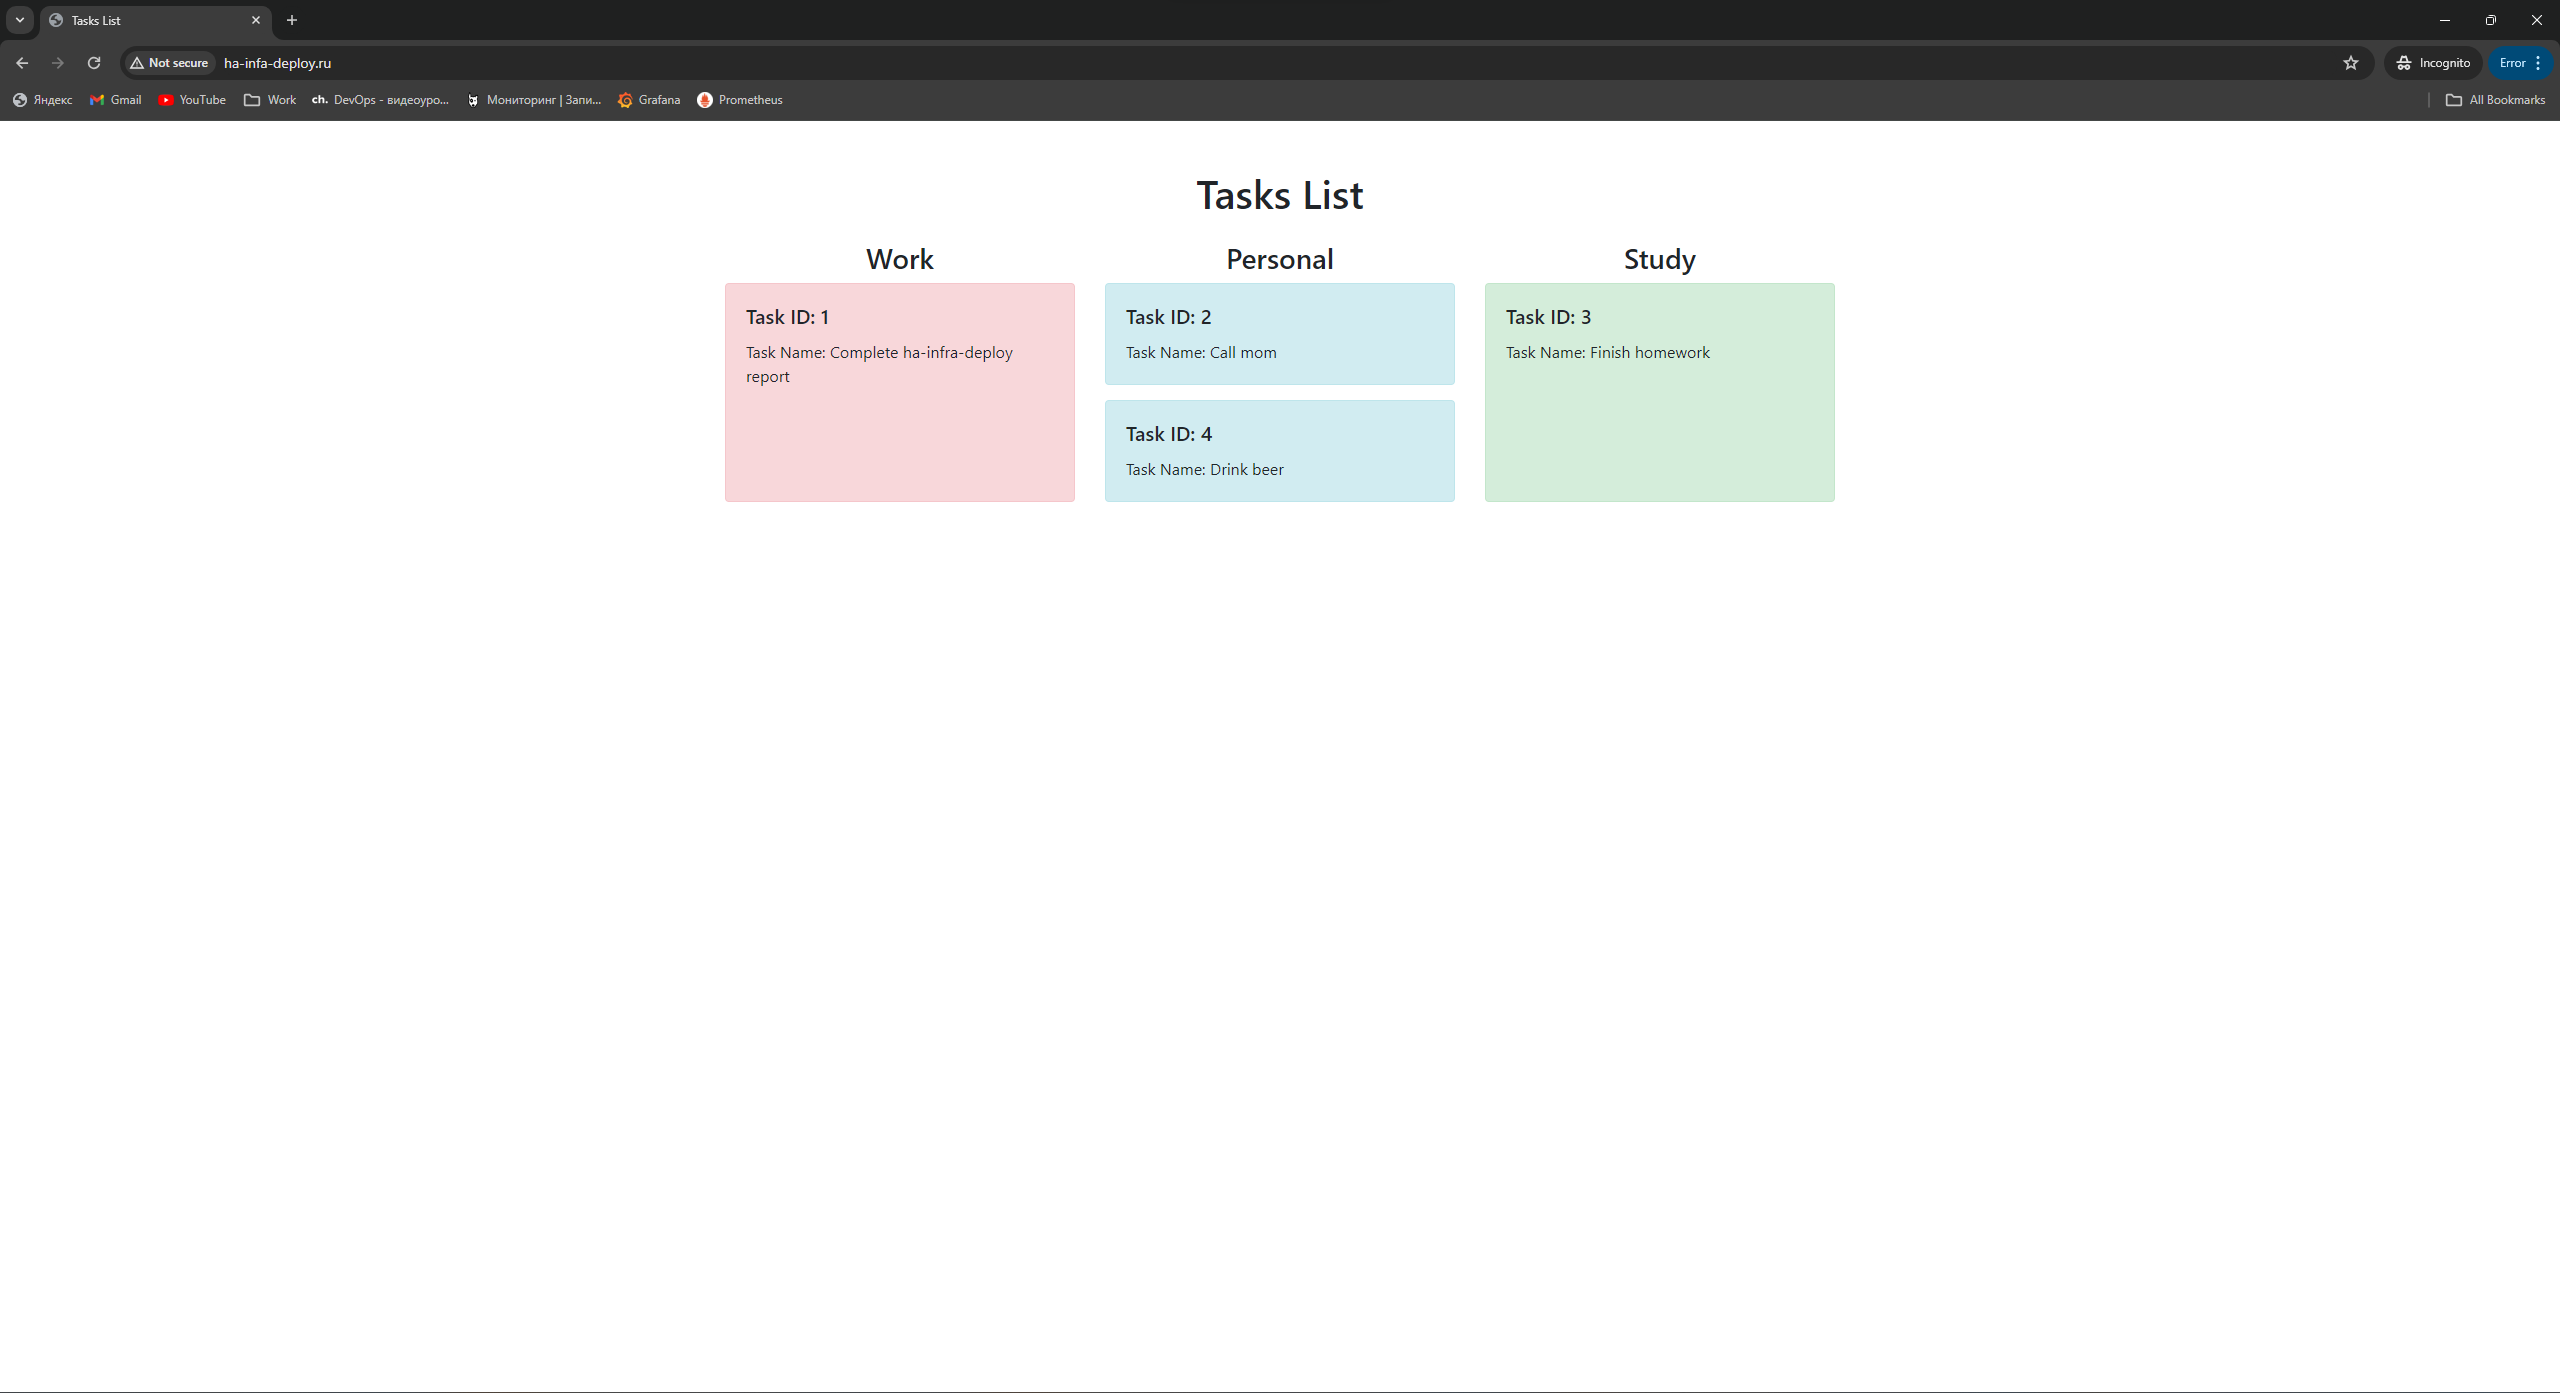 Tasks List
Not secure ha-infa-deploy.ru Incognito Error
Яндекс Gmail YouTube Work ch. DevOps - видеоуро... Мониторинг | Запи... Grafana Prometheus All Bookmarks
Tasks List
Work
Task ID: 1
Task Name: Complete ha-infra-deploy
report
Personal
Task ID: 2
Task Name: Call mom
Task ID: 4
Task Name: Drink beer
Study
Task ID: 3
Task Name: Finish homework